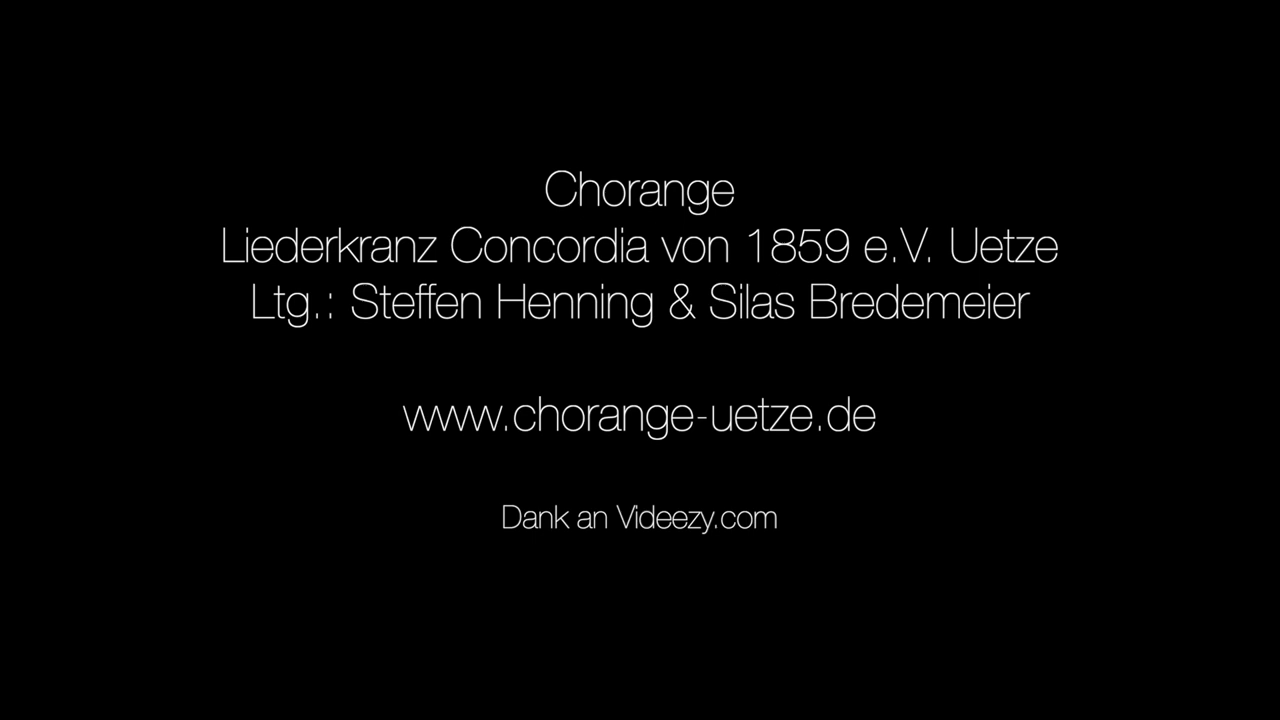 Chorange
Liederkranz Concordia von 1859 e.V. Uetze
Ltg.: Steffen Henning & Silas Bredemeier
www.chorange-uetze.de
Dank an Videezy.com